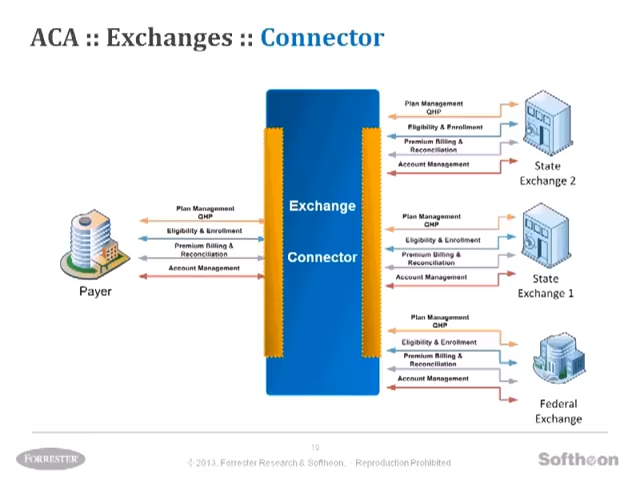 ACA :: Exchanges :: Connector
Plan Management
QHP
Eligibility & Enrollment
Premium Billing &
Reconciliation
Account Management
State
Exchange 2
Exchange
Connector
Plan Management
QHP
Eligibility & Enrollment
Premium Billing &
Reconciliation
Account Management
Payer
Plan Management
QHP
Eligibility & Enrollment
Premium Billing &
Reconciliation
Account Management
State
Exchange 1
Plan Management
QHP
Eligibility & Enrollment
Premium Billing &
Reconciliation
Account Management
Federal
Exchange
19
FORRESTER
© 2013, Forrester Research & Softheon. - Reproduction Prohibited
Softheon